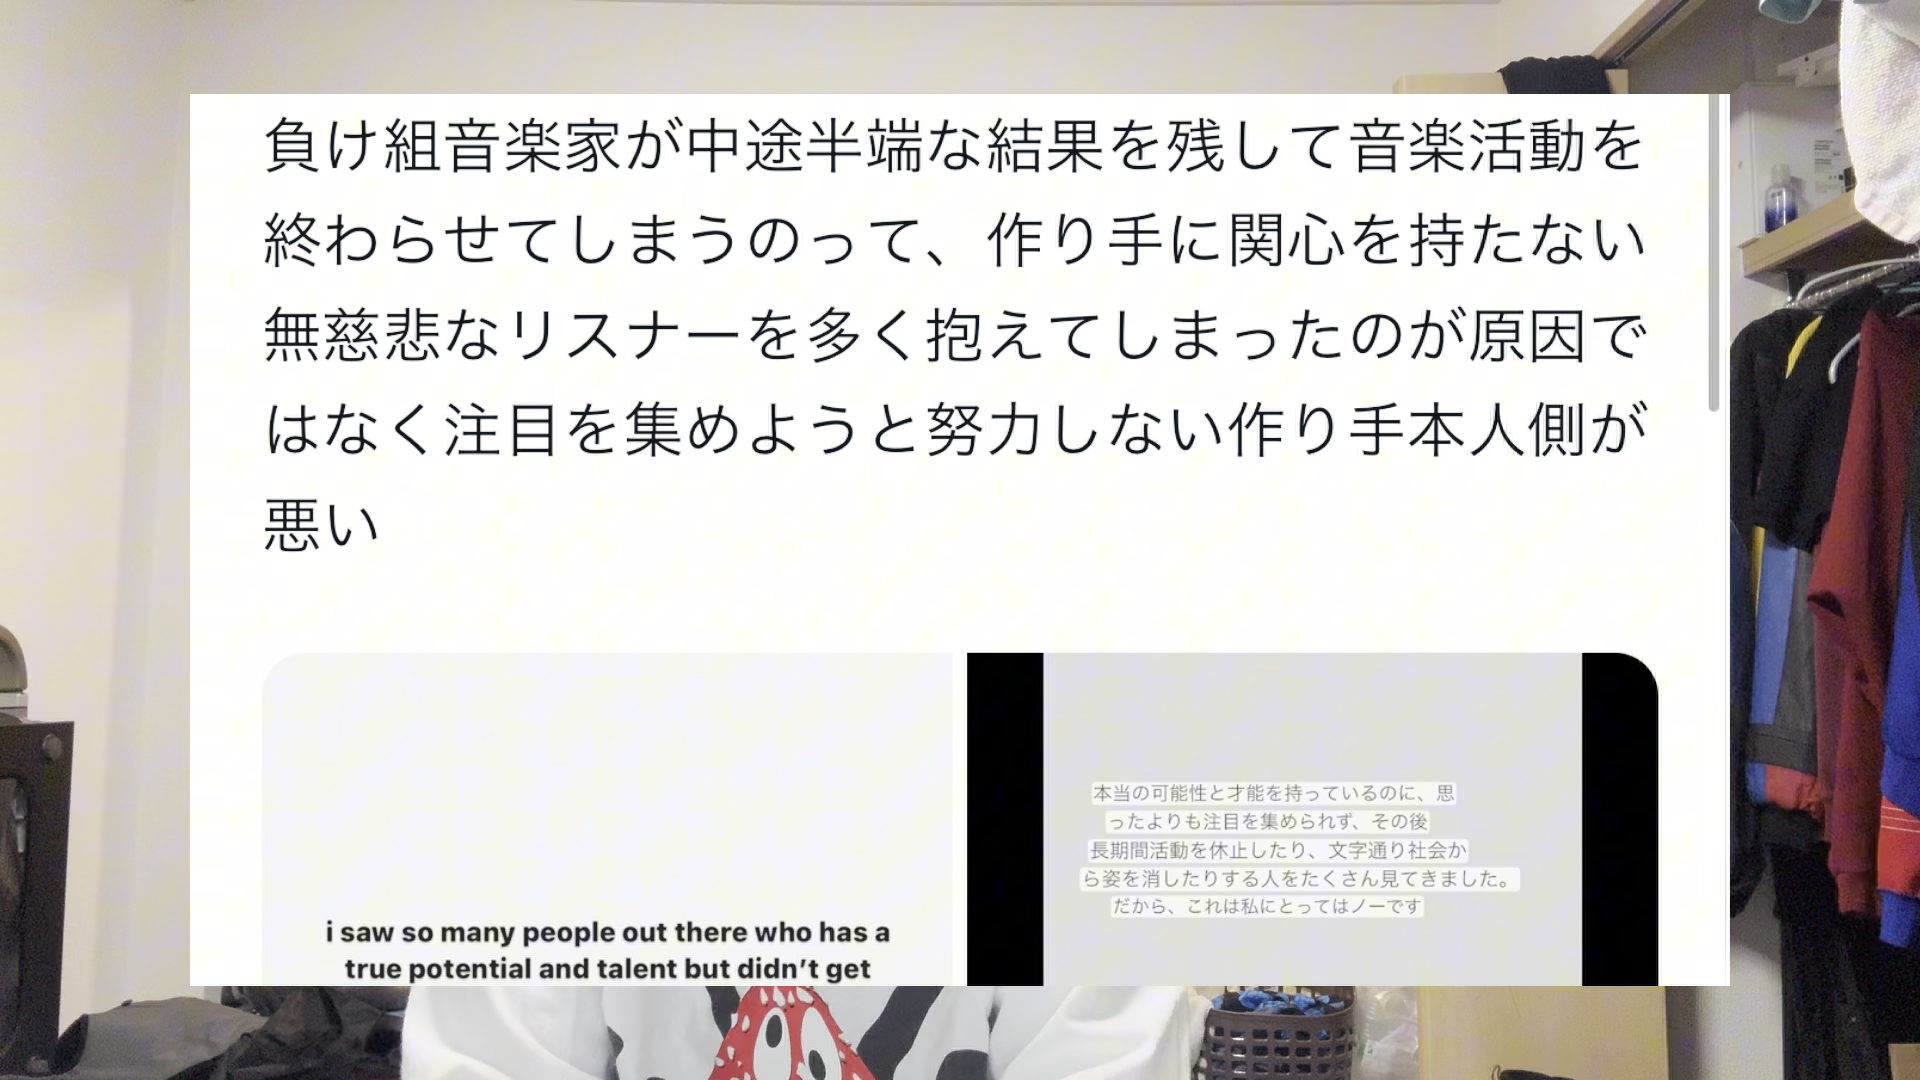 負け組音楽家が中途半端な結果を残して音楽活動を
終わらせてしまうのって、作り手に関心を持たない
無慈悲なリスナーを多く抱えてしまったのが原因で
はなく注目を集めようと努力しない作り手本人側が
悪い
i saw so many people out there who has a
true potential and talent but didn’t get
本当の可能性と才能を持っているのに、思
ったよりも注目を集められず、その後
長期間活動を休止したり、文字通り社会か
ら姿を消したりする人をたくさん見てきました。
だから、これは私にとってはノーです